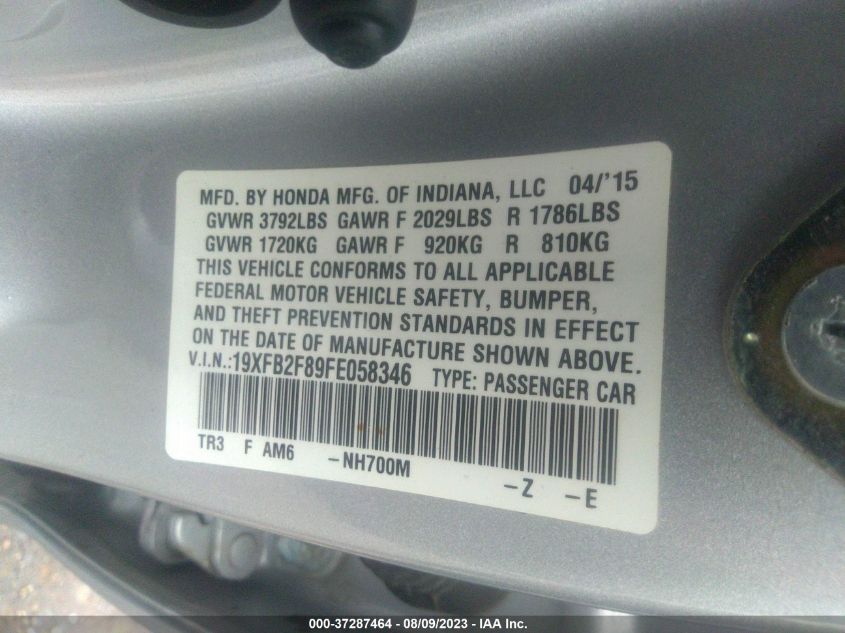 MFD. BY HONDA MFG. OF INDIANA, LLC 04/'15
GVWR 3792LBS GAWR F 2029LBS R 1786LBS
GVWR 1720KG GAWR F 920KG R 810KG
THIS VEHICLE CONFORMS TO ALL APPLICABLE
FEDERAL MOTOR VEHICLE SAFETY, BUMPER,
AND THEFT PREVENTION STANDARDS IN EFFECT
ON THE DATE OF MANUFACTURE SHOWN ABOVE.
V.I.N.:19XFB2F89FE058346 TYPE: PASSENGER CAR
TR3 F AM6 -NH700M -Z -E
000-37287464 - 08/09/2023 - IAA Inc.